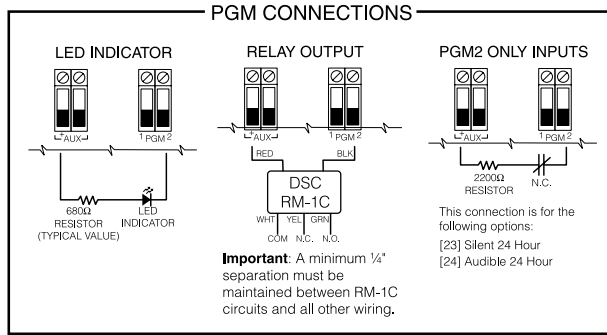 PGM CONNECTIONS
LED INDICATOR
+
AUX -
1 PGM 2
680Ω
RESISTOR
(TYPICAL VALUE)
LED
INDICATOR
RELAY OUTPUT
+
AUX -
1 PGM 2
RED
BLK
DSC
RM-1C
WHT YEL GRN
COM N.C. N.O.
Important: A minimum ¼"
separation must be
maintained between RM-1C
circuits and all other wiring.
PGM2 ONLY INPUTS
+
AUX -
1 PGM 2
2200Ω
RESISTOR
N.C.
This connection is for the
following options:
[23] Silent 24 Hour
[24] Audible 24 Hour